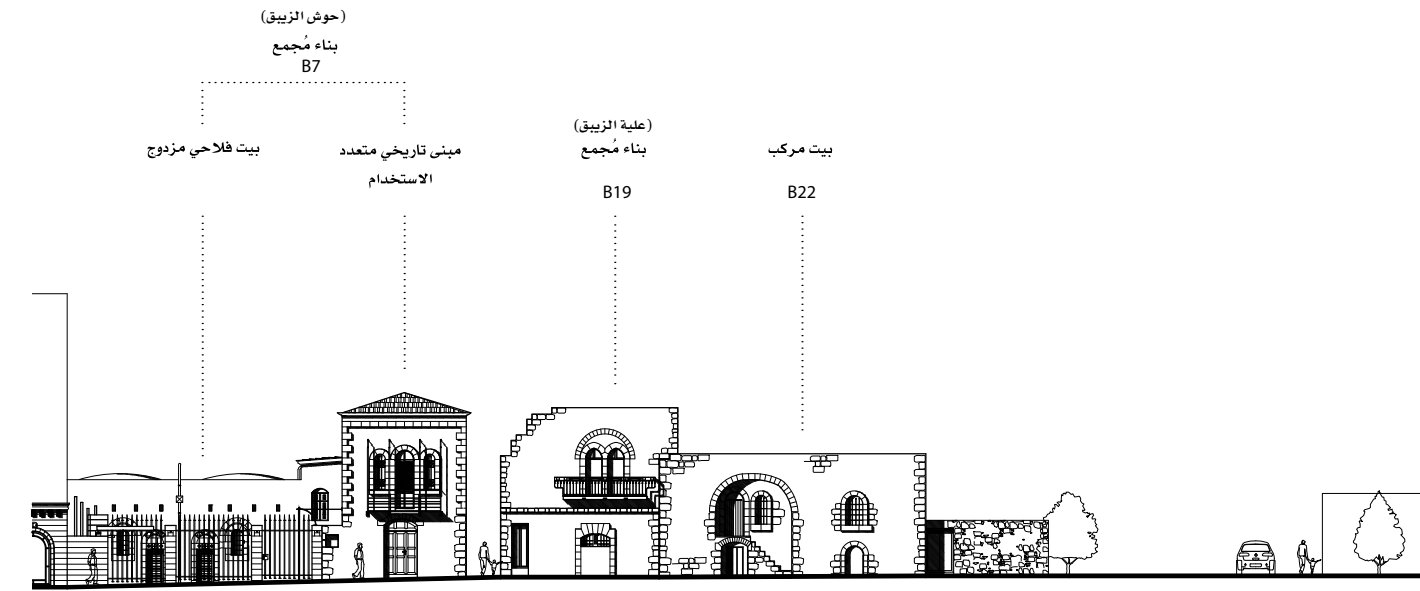 (حوش الزيبق)
بناء مُجمع
B7
بيت فلاحي مزدوج
مبنى تاريخي متعدد
الاستخدام
(علية الزيبق)
بناء مُجمع
B19
بيت مركب
B22